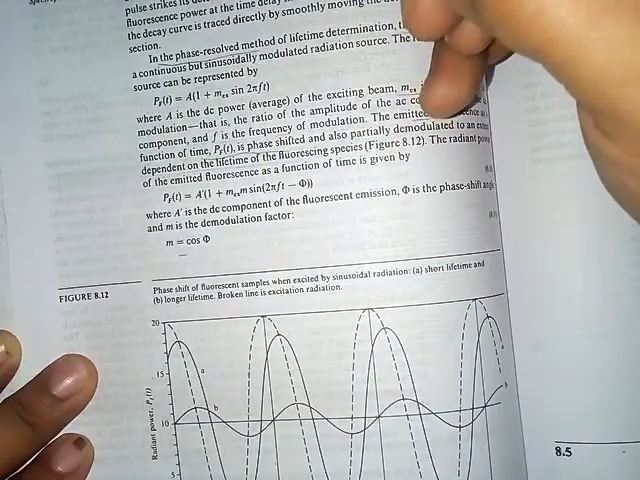 pulse strikes its
fluorescence power at the time delay
the decay curve is traced directly by smoothly moving the
section.
In the phase-resolved method of lifetime determination,
a continuous but sinusoidally modulated radiation source. The
source can be represented by
Pₑ(t) = A(1 + mₑₓ sin 2πft)
where A is the dc power (average) of the exciting beam, mₑₓ
modulation—that is, the ratio of the amplitude of the ac
component, and f is the frequency of modulation. The emitted
function of time, P_F(t), is phase shifted and also partially demodulated to an extent
dependent on the lifetime of the fluorescing species (Figure 8.12). The radiant power
of the emitted fluorescence as a function of time is given by
P_F(t) = A′(1 + mₑₓm sin(2πft − Φ))
where A′ is the dc component of the fluorescent emission, Φ is the phase-shift angle
and m is the demodulation factor:
m = cos Φ
FIGURE 8.12
Phase shift of fluorescent samples when excited by sinusoidal radiation: (a) short lifetime and
(b) longer lifetime. Broken line is excitation radiation.
20
15
10
5
Radiant power, P_F(t)
a
b
a
b
8.5